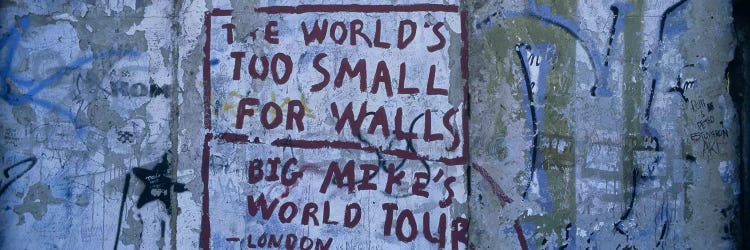 THE WORLD'S
TOO SMALL
FOR WALLS
BIG MIKE'S
WORLD TOUR
- LONDON